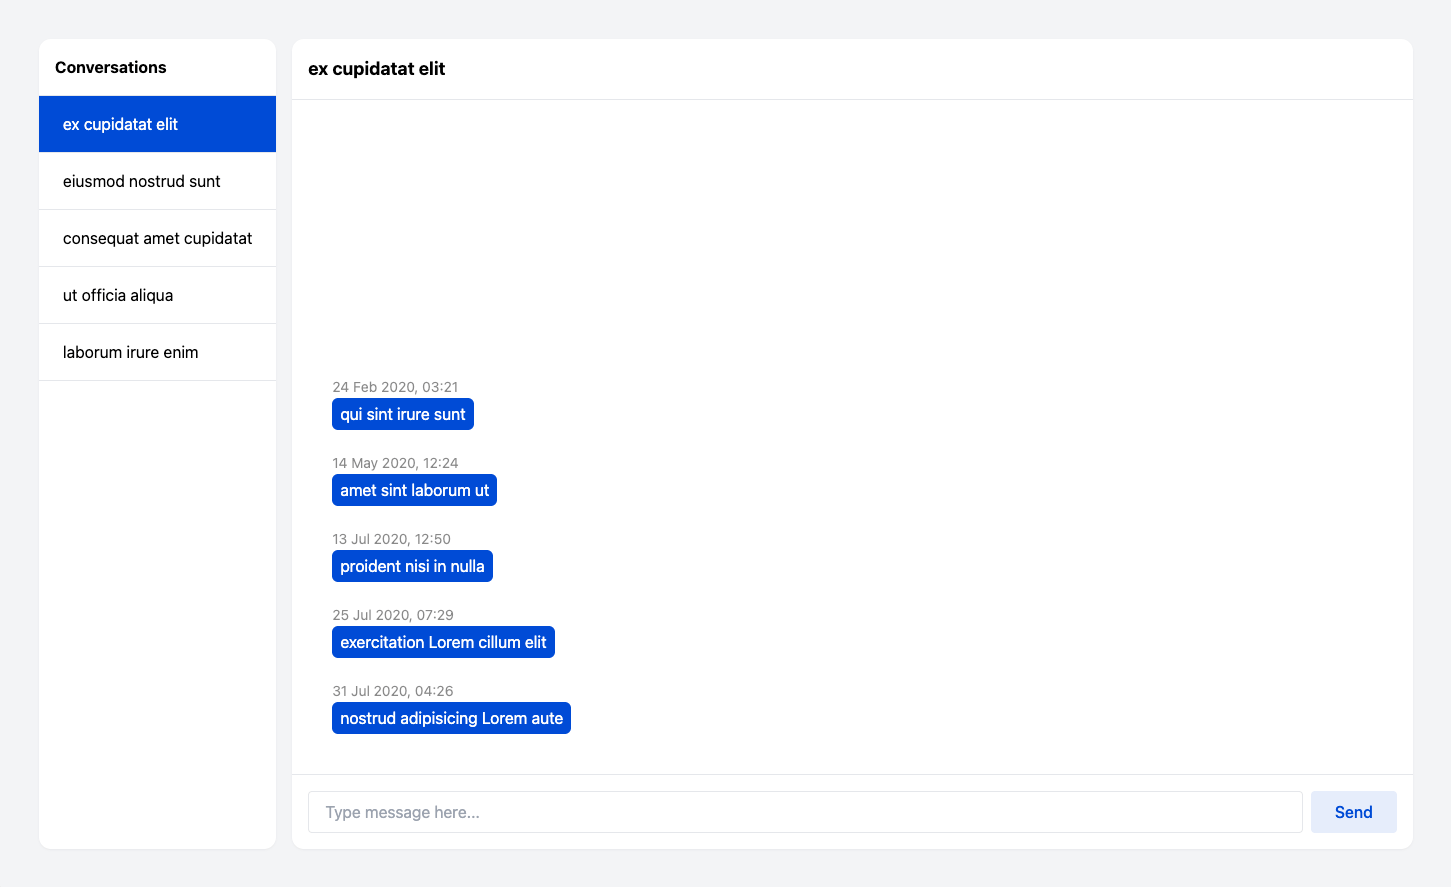 Conversations
ex cupidatat elit
eiusmod nostrud sunt
consequat amet cupidatat
ut officia aliqua
laborum irure enim
ex cupidatat elit
24 Feb 2020, 03:21
qui sint irure sunt
14 May 2020, 12:24
amet sint laborum ut
13 Jul 2020, 12:50
proident nisi in nulla
25 Jul 2020, 07:29
exercitation Lorem cillum elit
31 Jul 2020, 04:26
nostrud adipisicing Lorem aute
Type message here...
Send